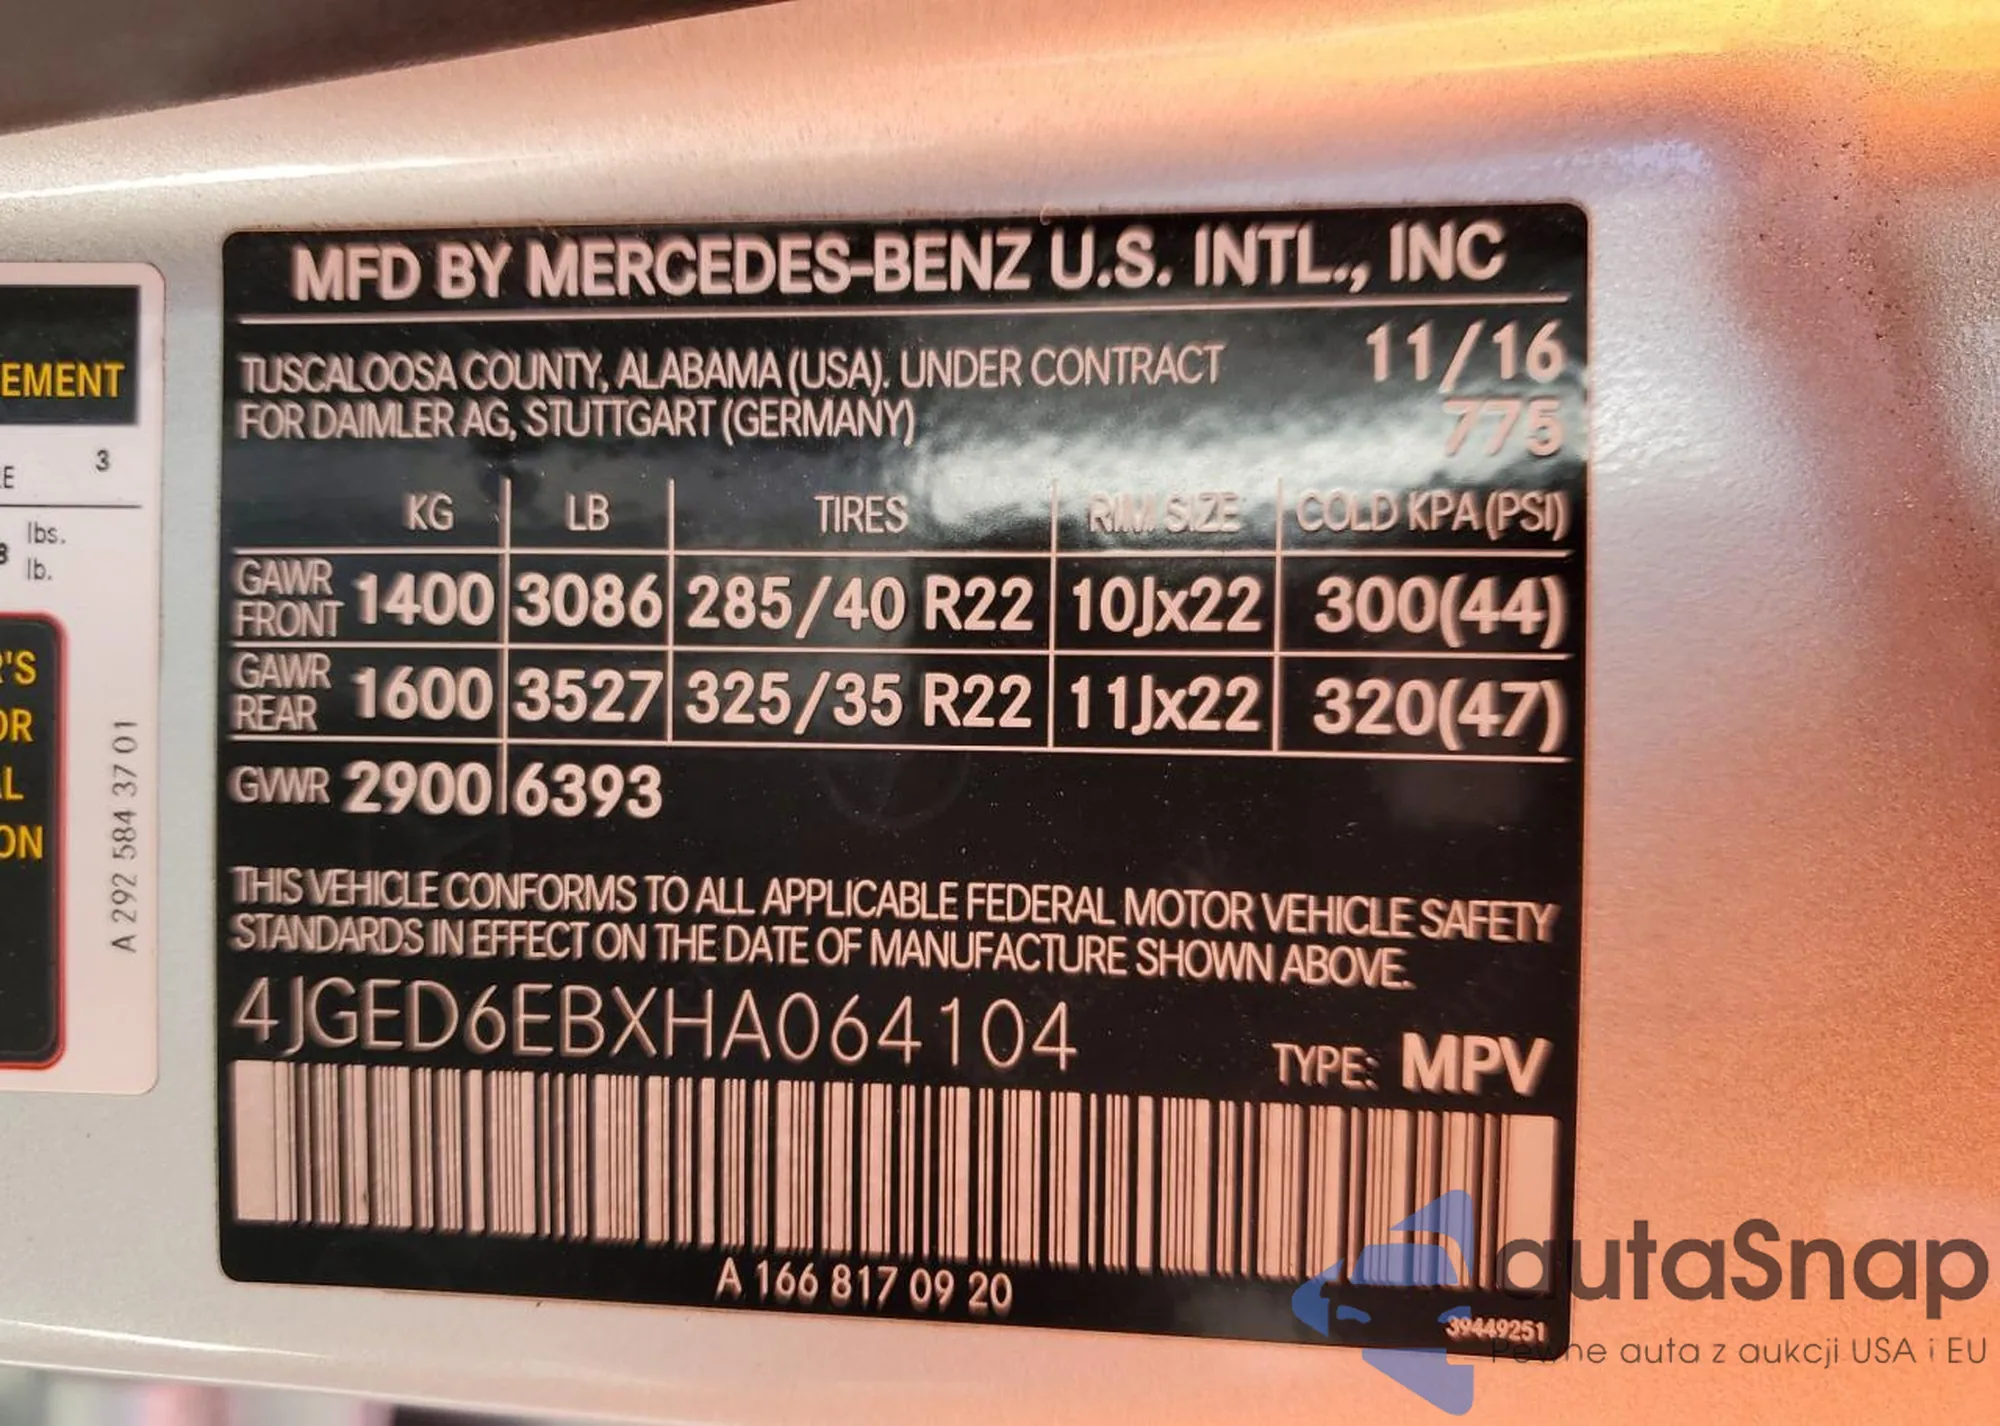 EMENT
3
lbs.
lb.
R'S
OR
ON
A 292 584 37 01
MFD BY MERCEDES-BENZ U.S. INTL., INC
TUSCALOOSA COUNTY, ALABAMA (USA). UNDER CONTRACT 11/16
FOR DAIMLER AG, STUTTGART (GERMANY) 775
KG LB TIRES RIM SIZE COLD KPA (PSI)
GAWR FRONT 1400 3086 285/40 R22 10Jx22 300(44)
GAWR REAR 1600 3527 325/35 R22 11Jx22 320(47)
GVWR 2900 6393
THIS VEHICLE CONFORMS TO ALL APPLICABLE FEDERAL MOTOR VEHICLE SAFETY
STANDARDS IN EFFECT ON THE DATE OF MANUFACTURE SHOWN ABOVE.
4JGED6EBXHA064104 TYPE: MPV
A 166 817 09 20
39449251
autaSnap
Pewne auta z aukcji USA i EU